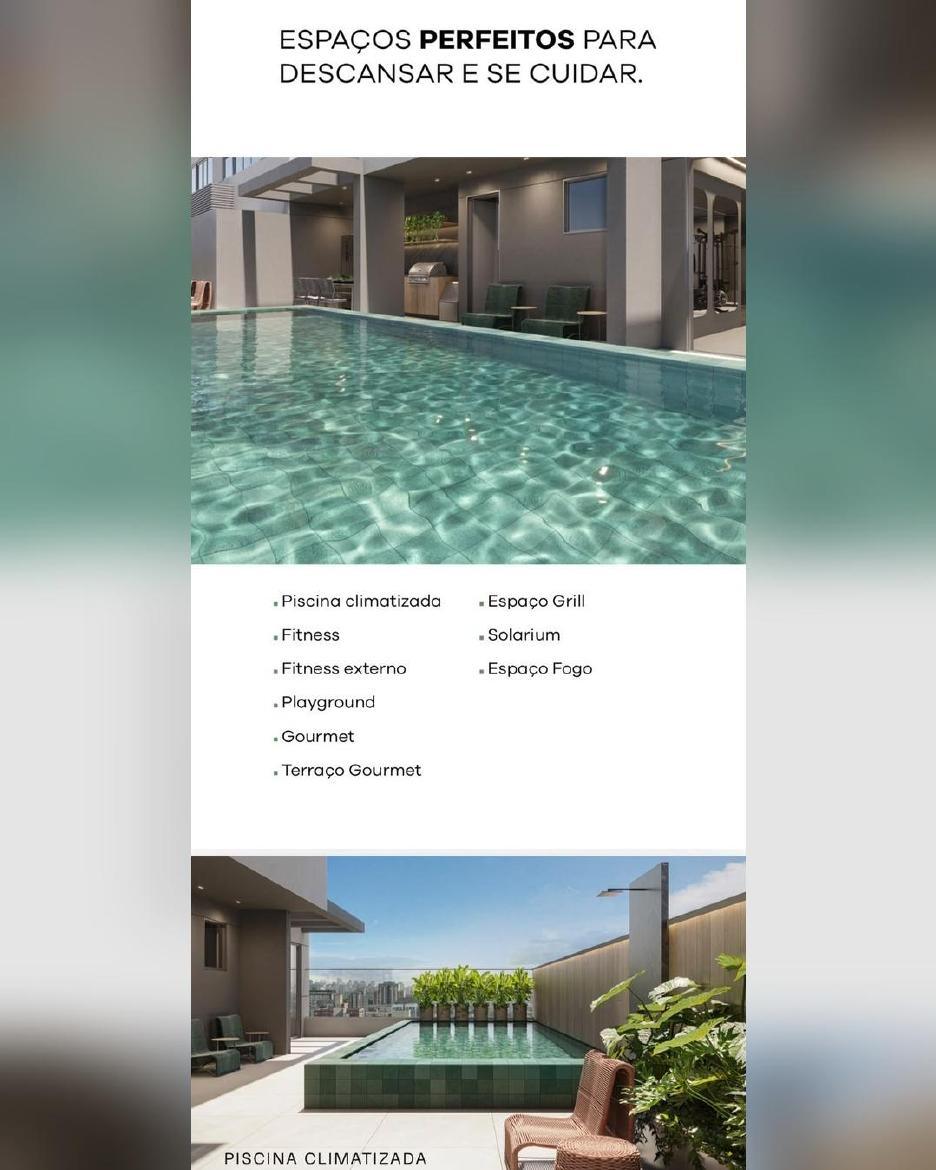 ESPAÇOS PERFEITOS PARA
DESCANSAR E SE CUIDAR.
Piscina climatizada
Fitness
Fitness externo
Playground
Gourmet
Terraço Gourmet
Espaço Grill
Solarium
Espaço Fogo
PISCINA CLIMATIZADA